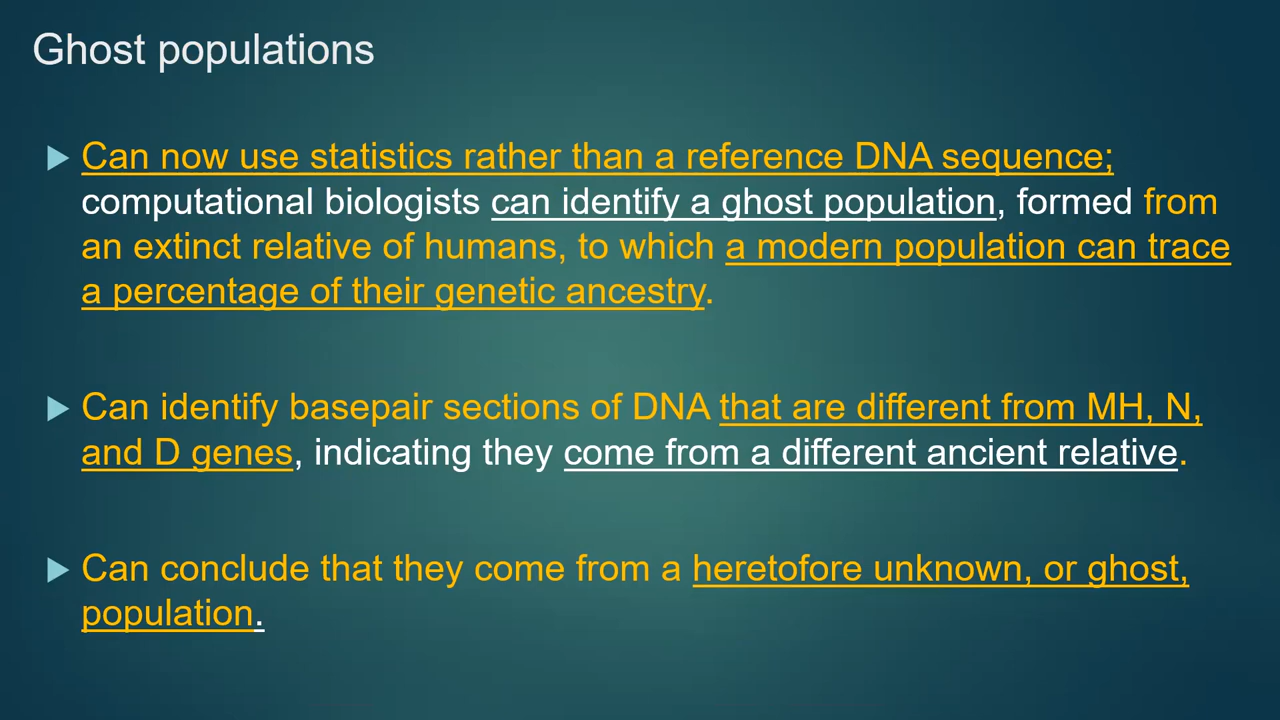 Ghost populations
Can now use statistics rather than a reference DNA sequence;
computational biologists can identify a ghost population, formed from
an extinct relative of humans, to which a modern population can trace
a percentage of their genetic ancestry.
Can identify basepair sections of DNA that are different from MH, N,
and D genes, indicating they come from a different ancient relative.
Can conclude that they come from a heretofore unknown, or ghost,
population.